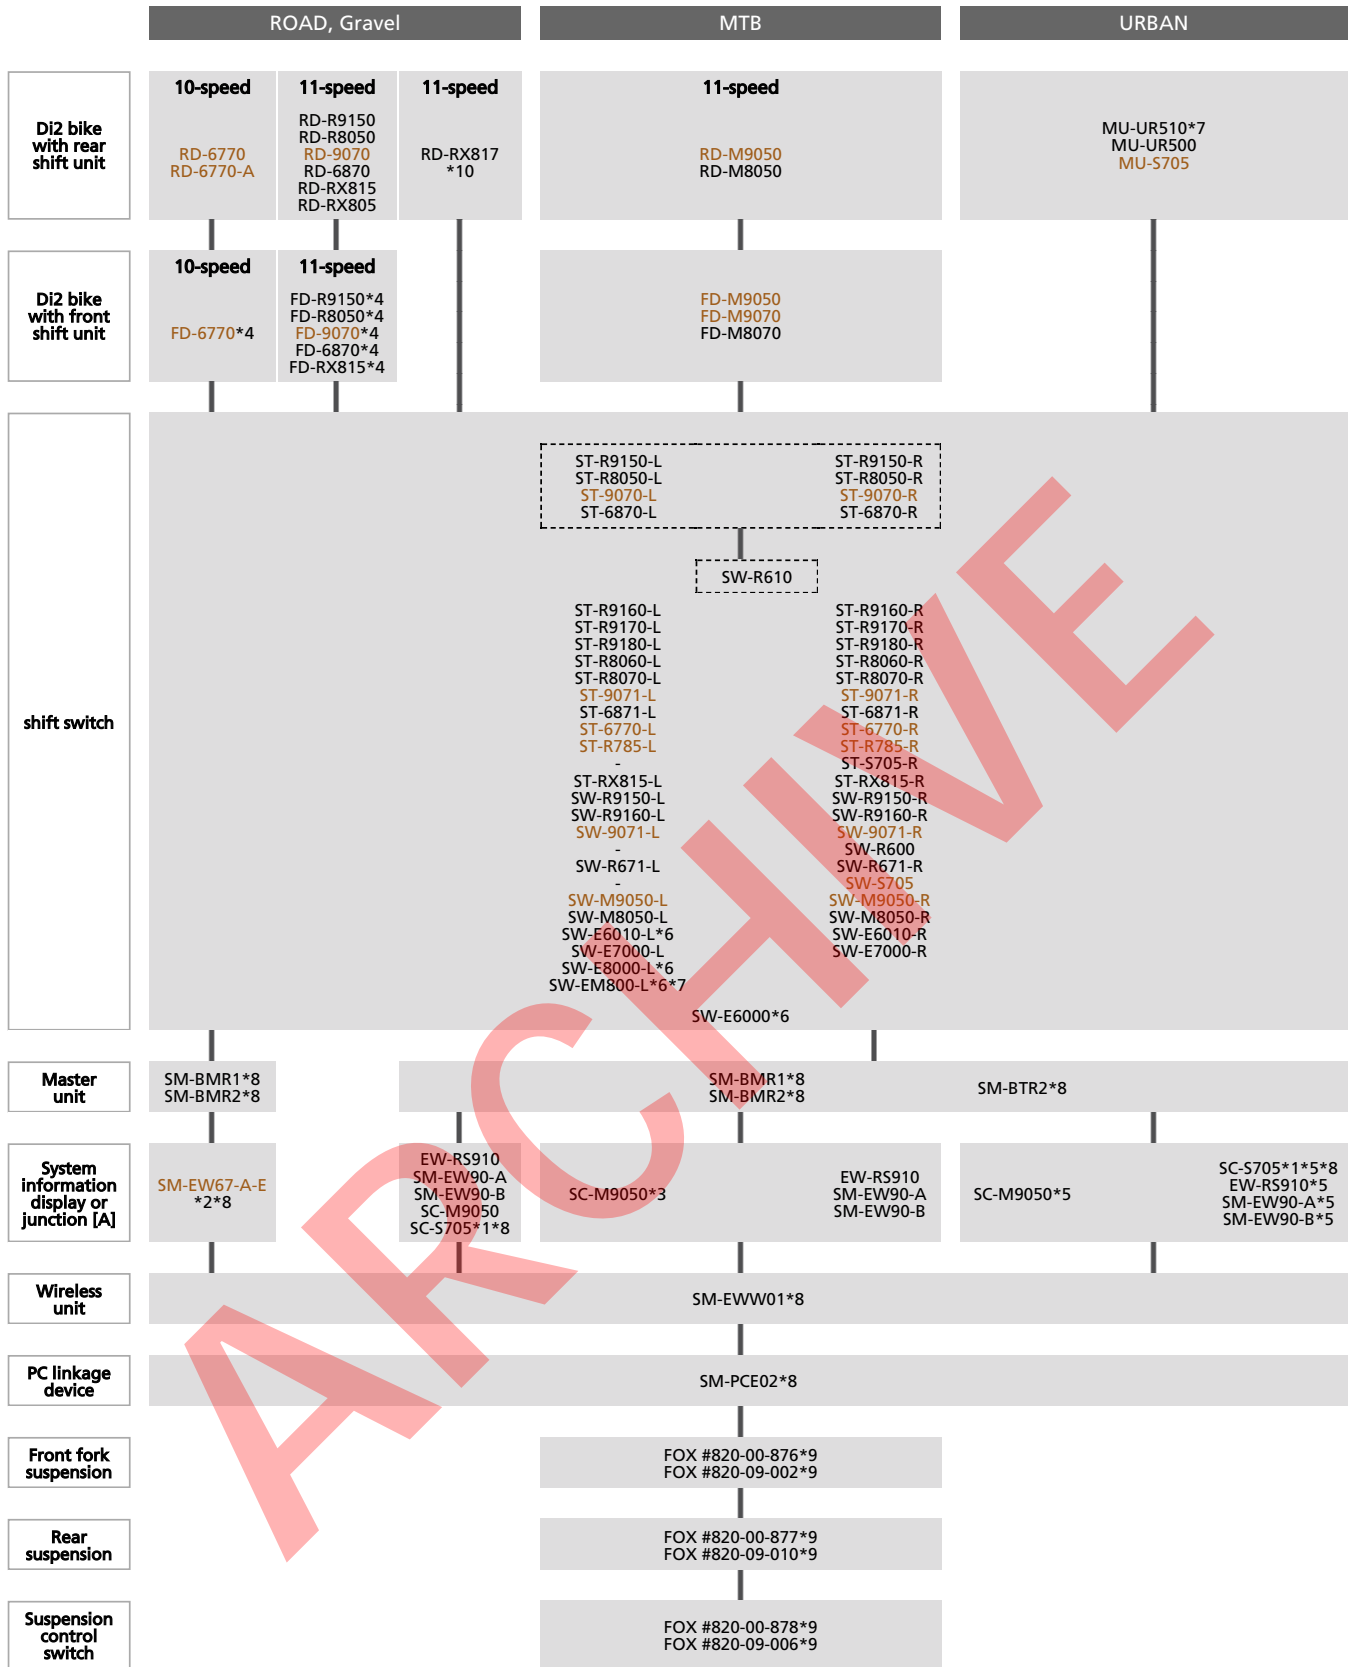 ROAD, Gravel
MTB
URBAN
Di2 bike
with rear
shift unit
10-speed
RD-6770
RD-6770-A
11-speed
RD-R9150
RD-R8050
RD-9070
RD-6870
RD-RX815
RD-RX805
11-speed
RD-RX817
*10
11-speed
RD-M9050
RD-M8050
MU-UR510*7
MU-UR500
MU-S705
Di2 bike
with front
shift unit
10-speed
FD-6770*4
11-speed
FD-R9150*4
FD-R8050*4
FD-9070*4
FD-6870*4
FD-RX815*4
FD-M9050
FD-M9070
FD-M8070
shift switch
ST-R9150-L ST-R9150-R
ST-R8050-L ST-R8050-R
ST-9070-L ST-9070-R
ST-6870-L ST-6870-R
SW-R610
ST-R9160-L ST-R9160-R
ST-R9170-L ST-R9170-R
ST-R9180-L ST-R9180-R
ST-R8060-L ST-R8060-R
ST-R8070-L ST-R8070-R
ST-9071-L ST-9071-R
ST-6871-L ST-6871-R
ST-6770-L ST-6770-R
ST-R785-L ST-R785-R
- ST-S705-R
ST-RX815-L ST-RX815-R
SW-R9150-L SW-R9150-R
SW-R9160-L SW-R9160-R
SW-9071-L SW-9071-R
- SW-R600
SW-R671-L SW-R671-R
- SW-S705
SW-M9050-L SW-M9050-R
SW-M8050-L SW-M8050-R
SW-E6010-L*6 SW-E6010-R
SW-E7000-L SW-E7000-R
SW-E8000-L*6
SW-EM800-L*6*7
SW-E6000*6
Master
unit
SM-BMR1*8
SM-BMR2*8
SM-BMR1*8
SM-BMR2*8
SM-BTR2*8
System
information
display or
junction [A]
SM-EW67-A-E
*2*8
EW-RS910
SM-EW90-A
SM-EW90-B
SC-M9050
SC-S705*1*8
SC-M9050*3
EW-RS910
SM-EW90-A
SM-EW90-B
SC-M9050*5
SC-S705*1*5*8
EW-RS910*5
SM-EW90-A*5
SM-EW90-B*5
Wireless
unit
SM-EWW01*8
PC linkage
device
SM-PCE02*8
Front fork
suspension
FOX #820-00-876*9
FOX #820-09-002*9
Rear
suspension
FOX #820-00-877*9
FOX #820-09-010*9
Suspension
control
switch
FOX #820-00-878*9
FOX #820-09-006*9
ARCHIVE